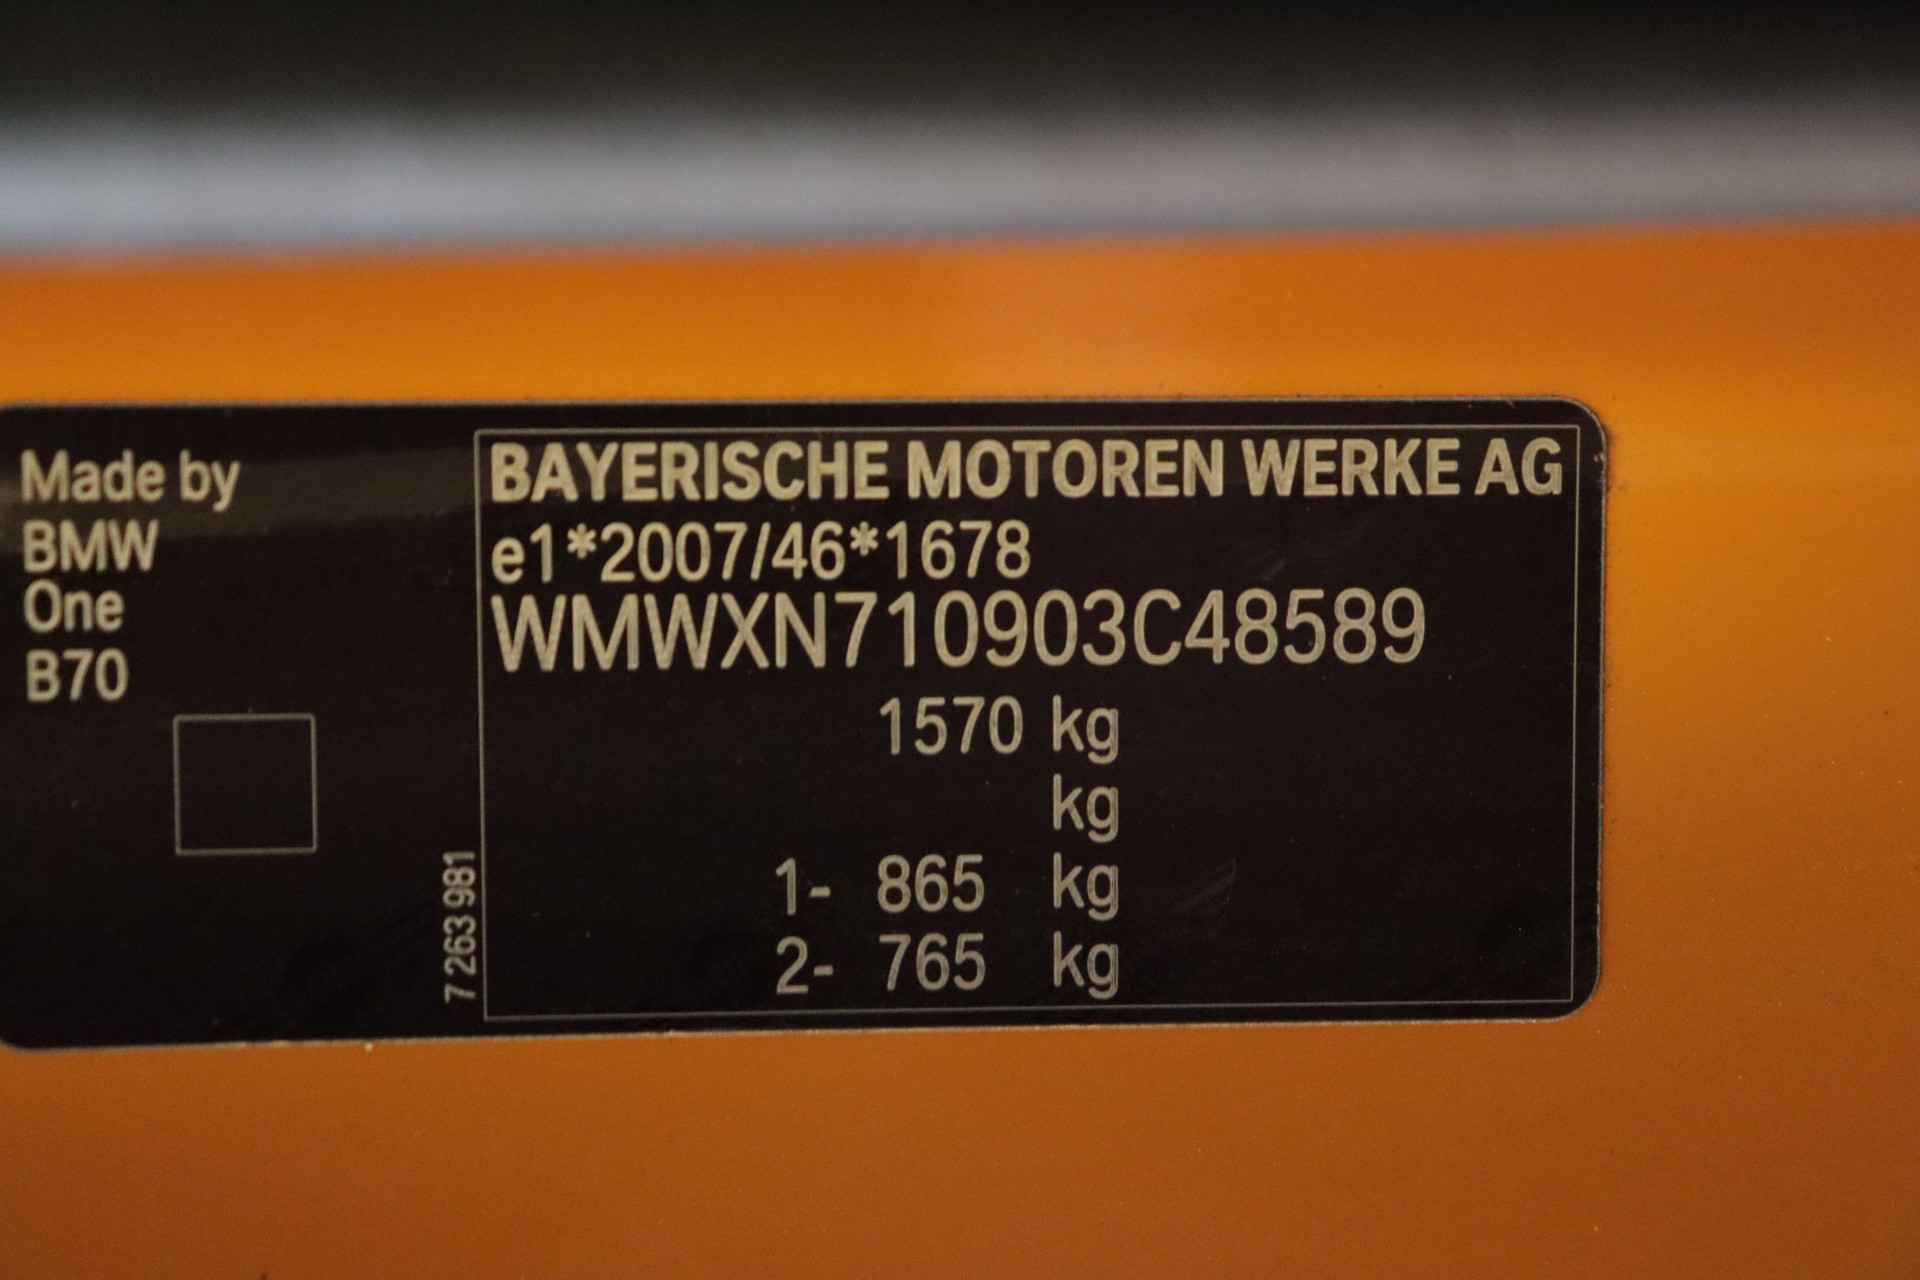 Made by
BMW
One
B70
7 263 981
BAYERISCHE MOTOREN WERKE AG
e1*2007/46*1678
WMWXN710903C48589
1570 kg
kg
1- 865 kg
2- 765 kg